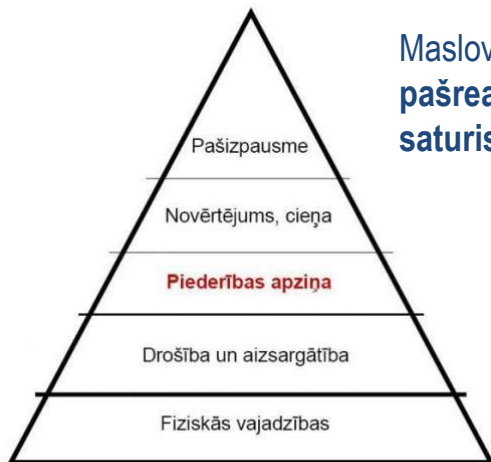 Maslov
pašrea
saturis
Pašizpausme
Novērtējums, cieņa
Piederības apziņa
Drošība un aizsargātība
Fiziskās vajadzības